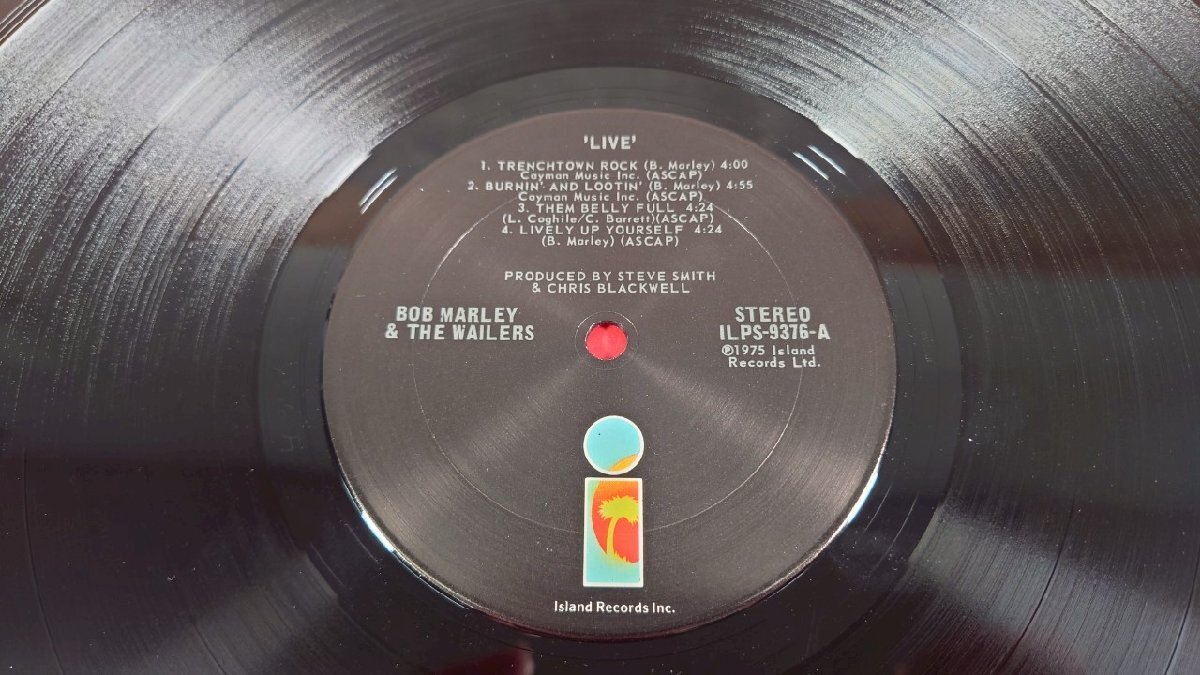 'LIVE'
1. TRENCHTOWN ROCK (B. Marley) 4:00
Cayman Music Inc. (ASCAP)
2. BURNIN' AND LOOTIN' (B. Marley) 4:55
Cayman Music Inc. (ASCAP)
3. THEM BELLY FULL 4:24
(L. Coghile/C. Barrett)(ASCAP)
4. LIVELY UP YOURSELF 4:24
(B. Marley) (ASCAP)
PRODUCED BY STEVE SMITH
& CHRIS BLACKWELL
BOB MARLEY
& THE WAILERS
STEREO
ILPS-9376-A
℗1975 Island
Records Ltd.
Island Records Inc.